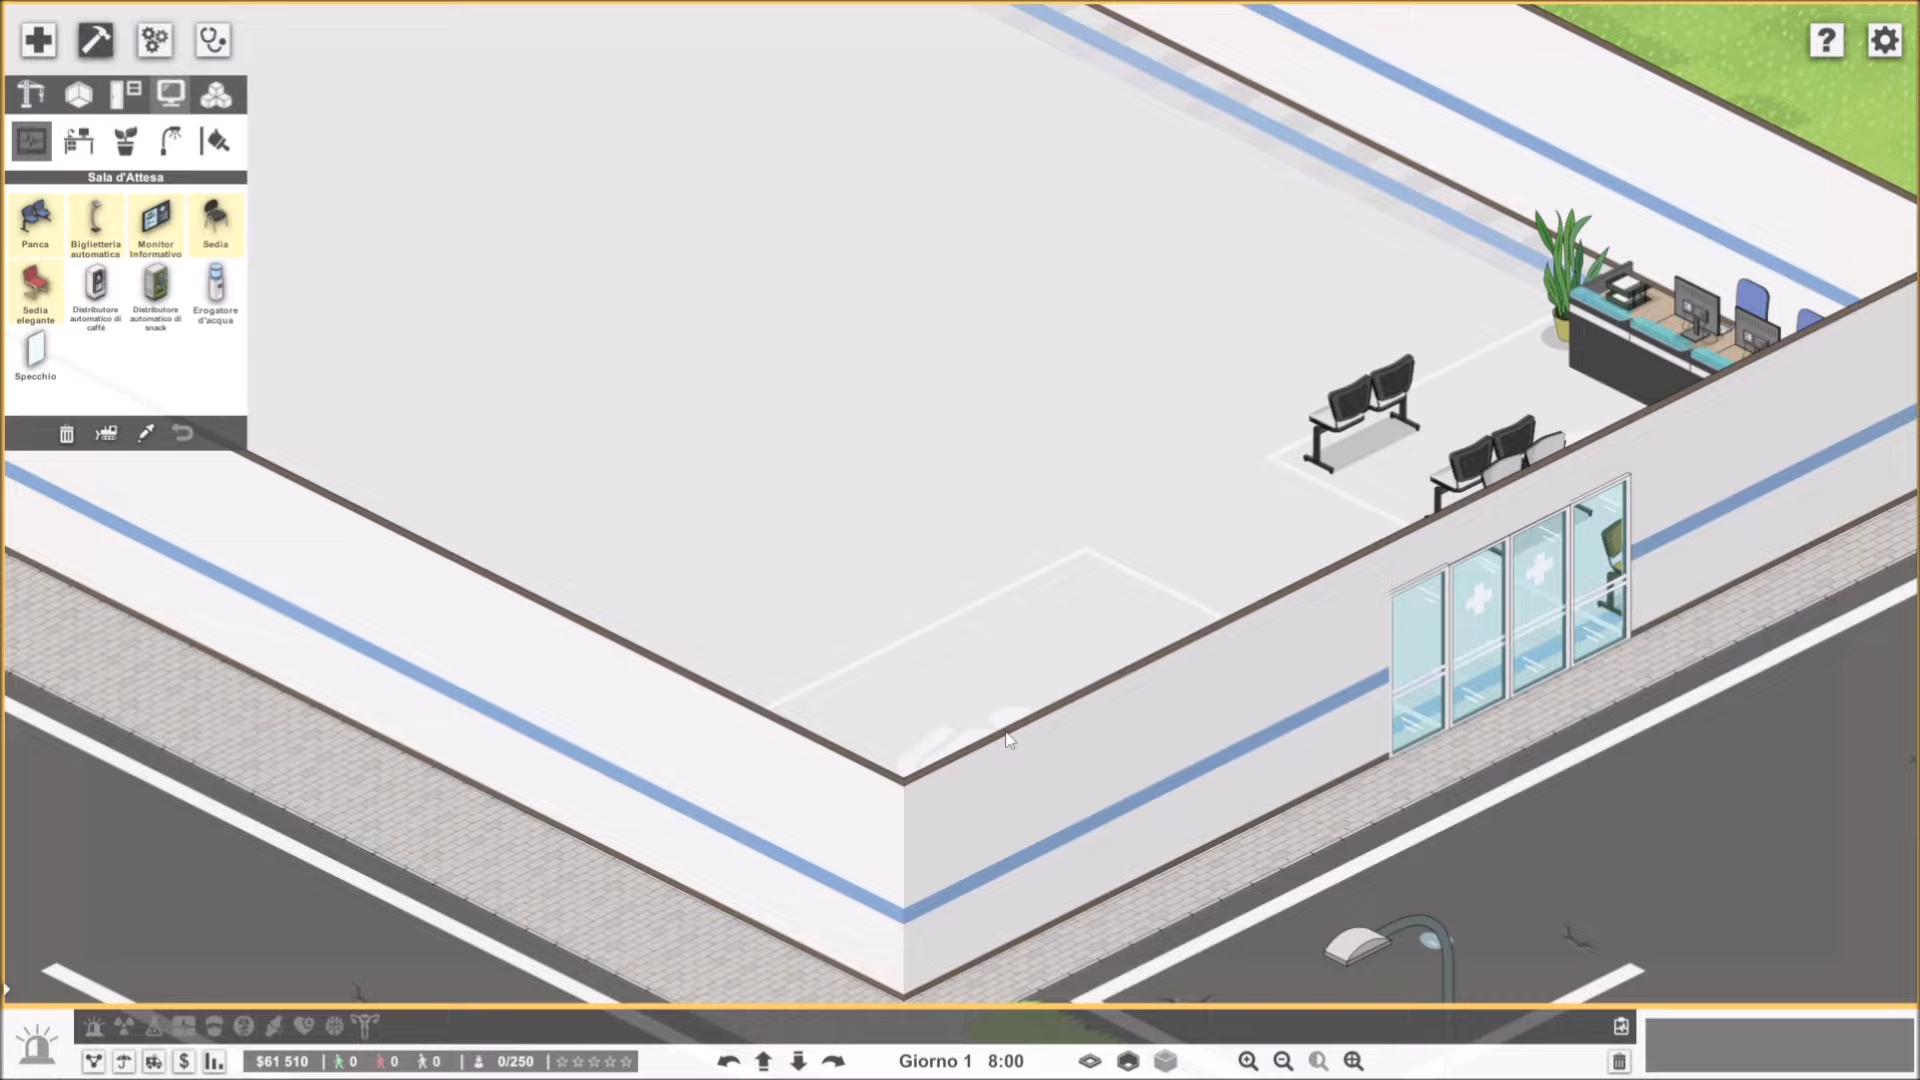 Sala d'Attesa
Panca
Biglietteria automatica
Monitor Informativo
Sedia
Sedia elegante
Distributore automatico di caffè
Distributore automatico di snack
Erogatore d'acqua
Specchio
?
$61 510 | 0 0 0 | 0/250
Giorno 1 8:00